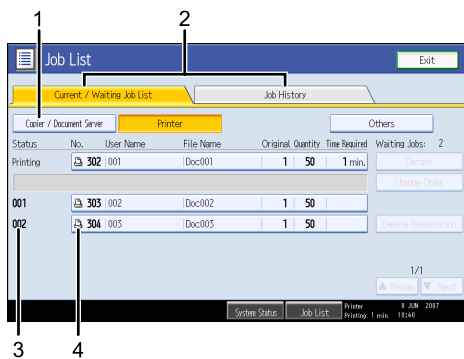 1 2
Job List Exit
Current / Waiting Job List Job History
Copier / Document Server Printer Others
Status No. User Name File Name Original Quantity Time Required Waiting Jobs: 2
Printing 302 001 Doc001 1 50 1 min. Details
Change Order
001 303 002 Doc002 1 50
002 304 003 Doc003 1 50 Delete Reservation
1/1
▲ Previous ▼ Next
System Status Job List Printer 8 JUN 2007
Printing: 1 min. 18:40
3 4